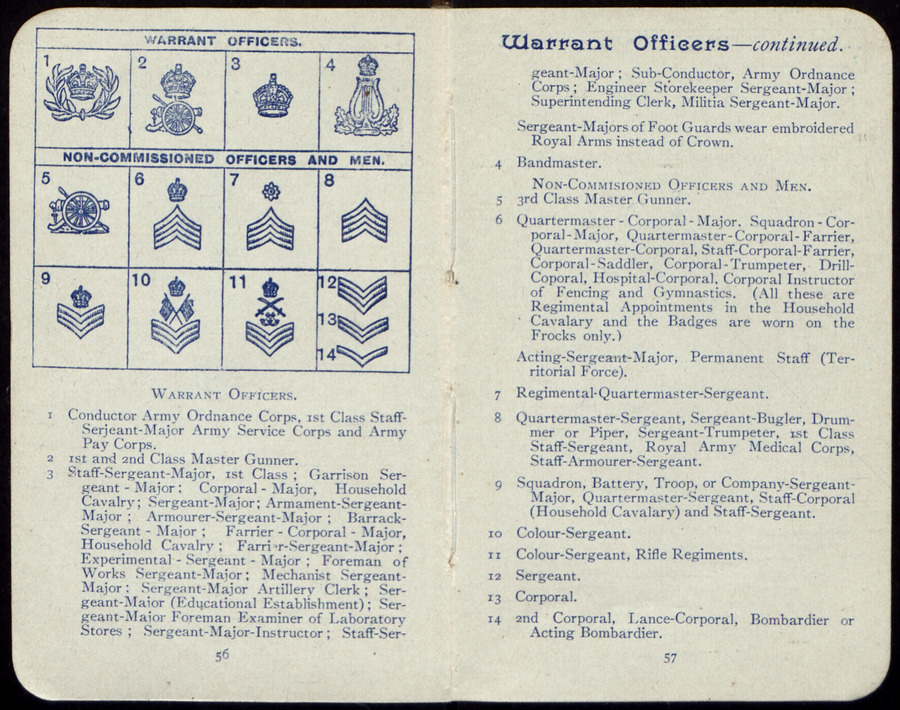 WARRANT OFFICERS.
1
2
3
4
NON-COMMISSIONED OFFICERS AND MEN.
5
6
7
8
9
10
11
12
13
14
WARRANT OFFICERS.
1 Conductor Army Ordnance Corps, 1st Class Staff-
Serjeant-Major Army Service Corps and Army
Pay Corps.
2 1st and 2nd Class Master Gunner.
3 Staff-Sergeant-Major, 1st Class; Garrison Ser-
geant-Major; Corporal-Major, Household
Cavalry; Sergeant-Major; Armament-Sergeant-
Major; Armourer-Sergeant-Major; Barrack-
Sergeant-Major; Farrier-Corporal-Major,
Household Cavalry; Farrier-Sergeant-Major;
Experimental-Sergeant-Major; Foreman of
Works Sergeant-Major; Mechanist Sergeant-
Major; Sergeant-Major Artillery Clerk; Ser-
geant-Major (Educational Establishment); Ser-
geant-Major Foreman Examiner of Laboratory
Stores; Sergeant-Major-Instructor; Staff-Ser-
56
Warrant Officers—continued.
geant-Major; Sub-Conductor, Army Ordnance
Corps; Engineer Storekeeper Sergeant-Major;
Superintending Clerk, Militia Sergeant-Major.
Sergeant-Majors of Foot Guards wear embroidered
Royal Arms instead of Crown.
4 Bandmaster.
NON-COMMISIONED OFFICERS AND MEN.
5 3rd Class Master Gunner.
6 Quartermaster-Corporal-Major. Squadron-Cor-
poral-Major, Quartermaster-Corporal-Farrier,
Quartermaster-Corporal, Staff-Corporal-Farrier,
Corporal-Saddler, Corporal-Trumpeter, Drill-
Coporal, Hospital-Corporal, Corporal Instructor
of Fencing and Gymnastics. (All these are
Regimental Appointments in the Household
Cavalary and the Badges are worn on the
Frocks only.)
Acting-Sergeant-Major, Permanent Staff (Ter-
ritorial Force).
7 Regimental-Quartermaster-Sergeant.
8 Quartermaster-Sergeant, Sergeant-Bugler, Drum-
mer or Piper, Sergeant-Trumpeter, 1st Class
Staff-Sergeant, Royal Army Medical Corps,
Staff-Armourer-Sergeant.
9 Squadron, Battery, Troop, or Company-Sergeant-
Major, Quartermaster-Sergeant, Staff-Corporal
(Household Cavalary) and Staff-Sergeant.
10 Colour-Sergeant.
11 Colour-Sergeant, Rifle Regiments.
12 Sergeant.
13 Corporal.
14 2nd Corporal, Lance-Corporal, Bombardier or
Acting Bombardier.
57